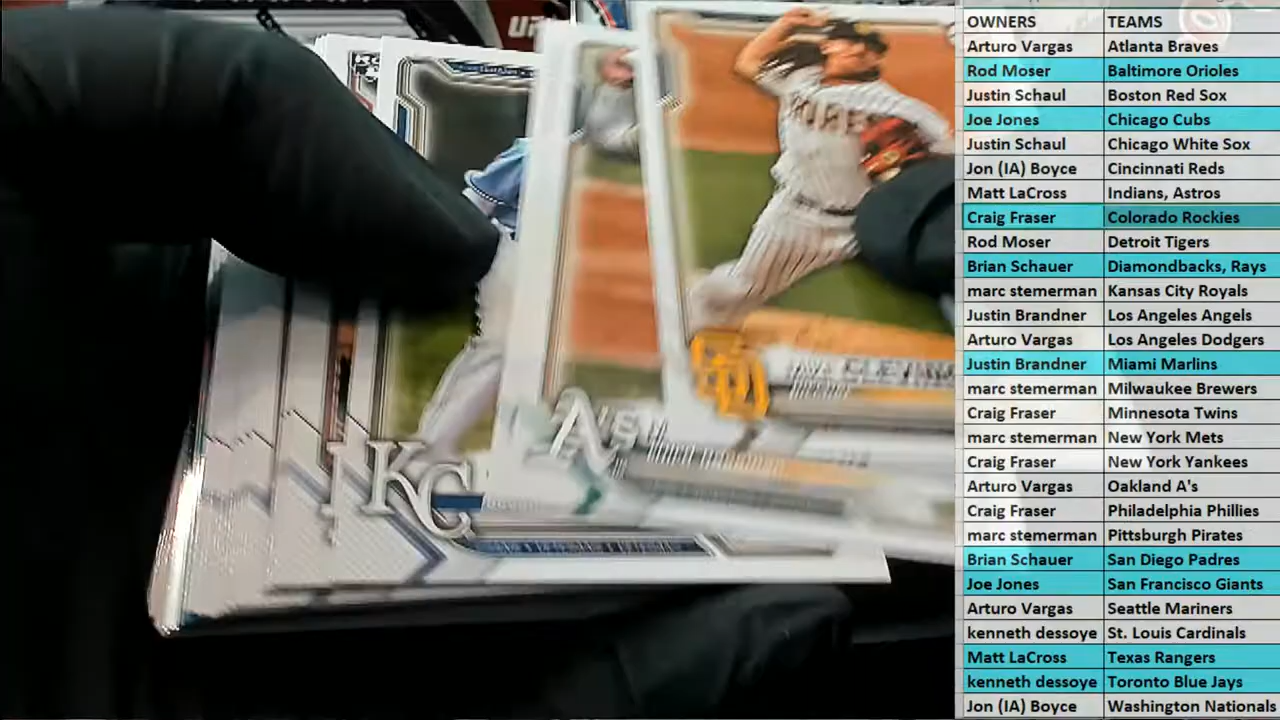 OWNERS TEAMS
Arturo Vargas Atlanta Braves
Rod Moser Baltimore Orioles
Justin Schaul Boston Red Sox
Joe Jones Chicago Cubs
Justin Schaul Chicago White Sox
Jon (IA) Boyce Cincinnati Reds
Matt LaCross Indians, Astros
Craig Fraser Colorado Rockies
Rod Moser Detroit Tigers
Brian Schauer Diamondbacks, Rays
marc stemerman Kansas City Royals
Justin Brandner Los Angeles Angels
Arturo Vargas Los Angeles Dodgers
Justin Brandner Miami Marlins
marc stemerman Milwaukee Brewers
Craig Fraser Minnesota Twins
marc stemerman New York Mets
Craig Fraser New York Yankees
Arturo Vargas Oakland A's
Craig Fraser Philadelphia Phillies
marc stemerman Pittsburgh Pirates
Brian Schauer San Diego Padres
Joe Jones San Francisco Giants
Arturo Vargas Seattle Mariners
kenneth dessoye St. Louis Cardinals
Matt LaCross Texas Rangers
kenneth dessoye Toronto Blue Jays
Jon (IA) Boyce Washington Nationals
SD
A's
KC